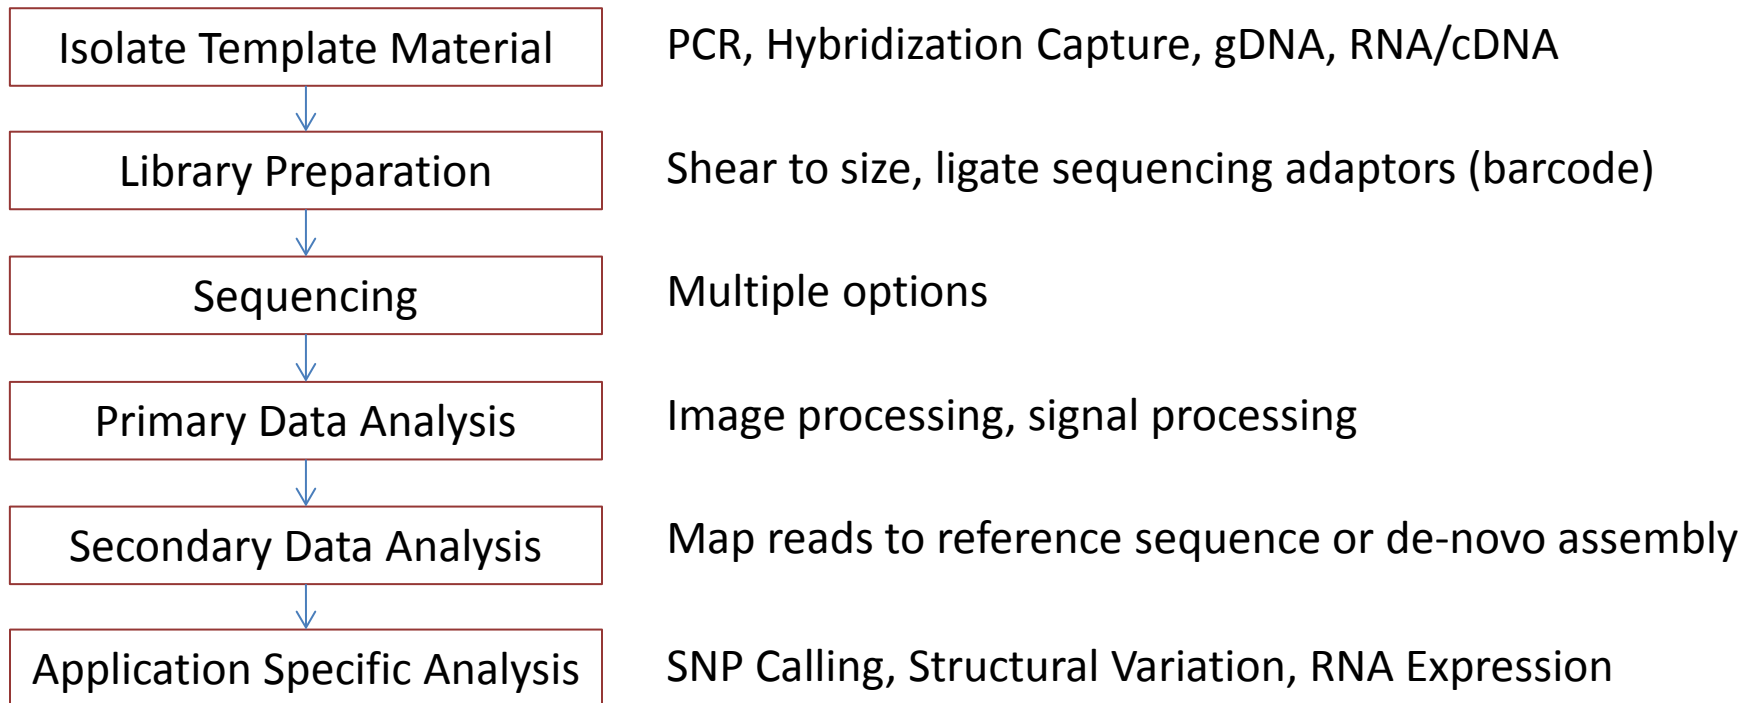 Isolate Template Material
PCR, Hybridization Capture, gDNA, RNA/cDNA
Library Preparation
Shear to size, ligate sequencing adaptors (barcode)
Sequencing
Multiple options
Primary Data Analysis
Image processing, signal processing
Secondary Data Analysis
Map reads to reference sequence or de-novo assembly
Application Specific Analysis
SNP Calling, Structural Variation, RNA Expression